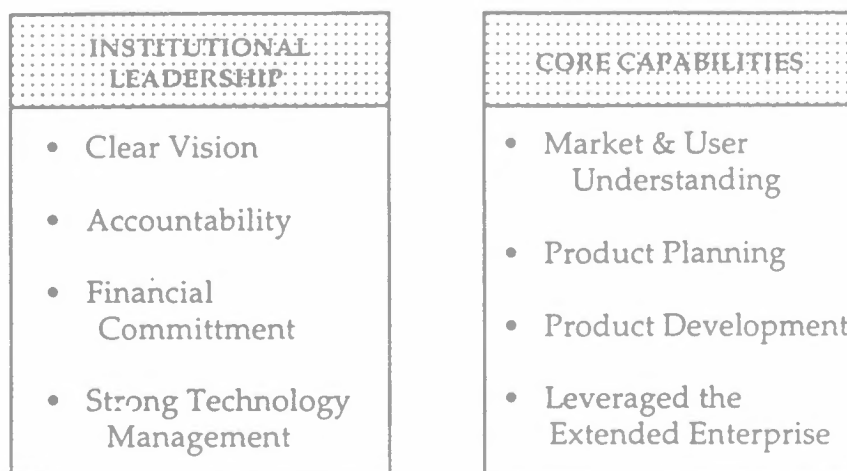 INSTITUTIONAL
LEADERSHIP
• Clear Vision
• Accountability
• Financial
Committment
• Strong Technology
Management
CORE CAPABILITIES
• Market & User
Understanding
• Product Planning
• Product Development
• Leveraged the
Extended Enterprise